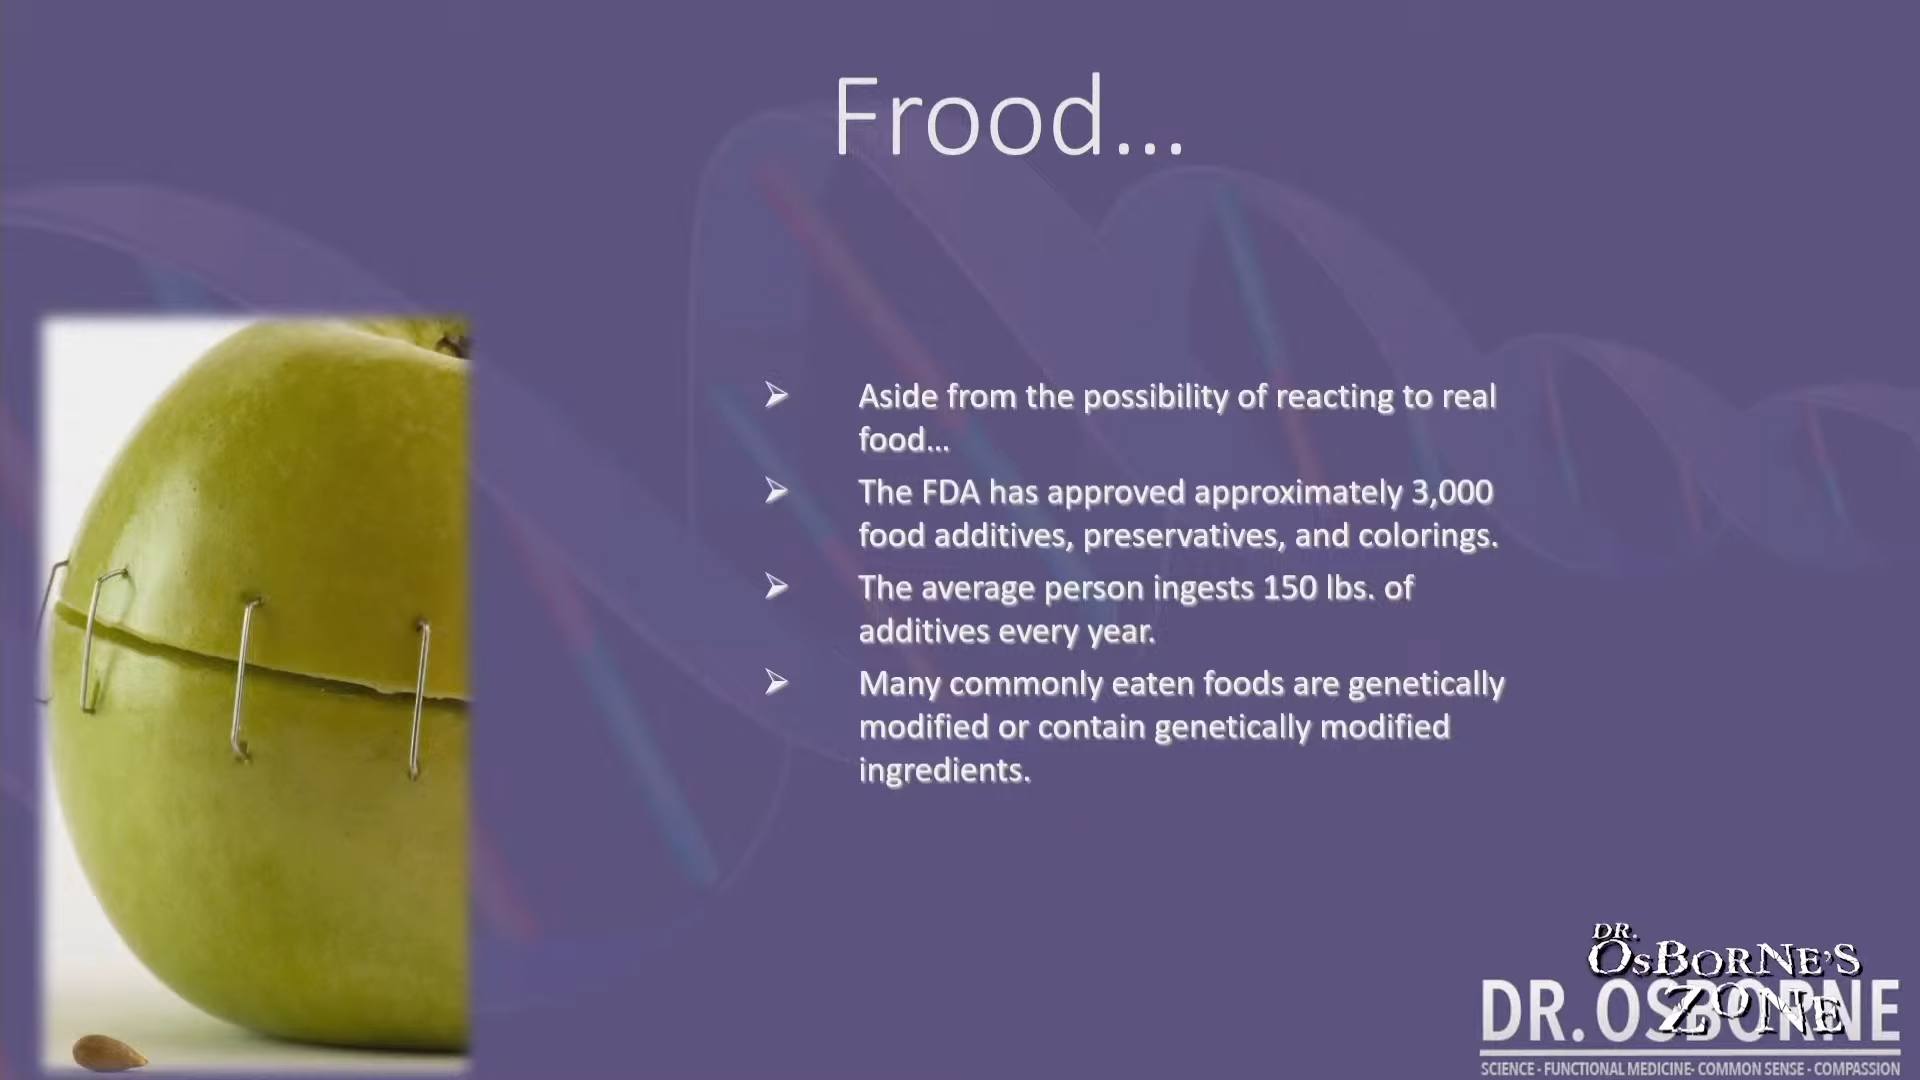 Frood...
➢ Aside from the possibility of reacting to real
food...
➢ The FDA has approved approximately 3,000
food additives, preservatives, and colorings.
➢ The average person ingests 150 lbs. of
additives every year.
➢ Many commonly eaten foods are genetically
modified or contain genetically modified
ingredients.
DR.
OSBORNE'S
ZONE
DR. OSBORNE
SCIENCE - FUNCTIONAL MEDICINE- COMMON SENSE - COMPASSION